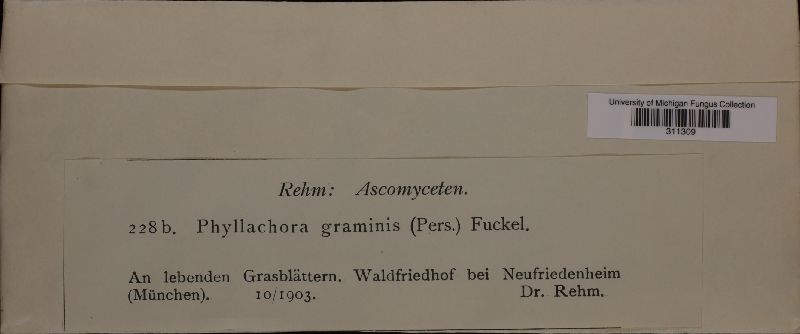 University of Michigan Fungus Collection
311309
Rehm: Ascomyceten.
228 b. Phyllachora graminis (Pers.) Fuckel.
An lebenden Grasblättern. Waldfriedhof bei Neufriedenheim
(München). 10/1903. Dr. Rehm.